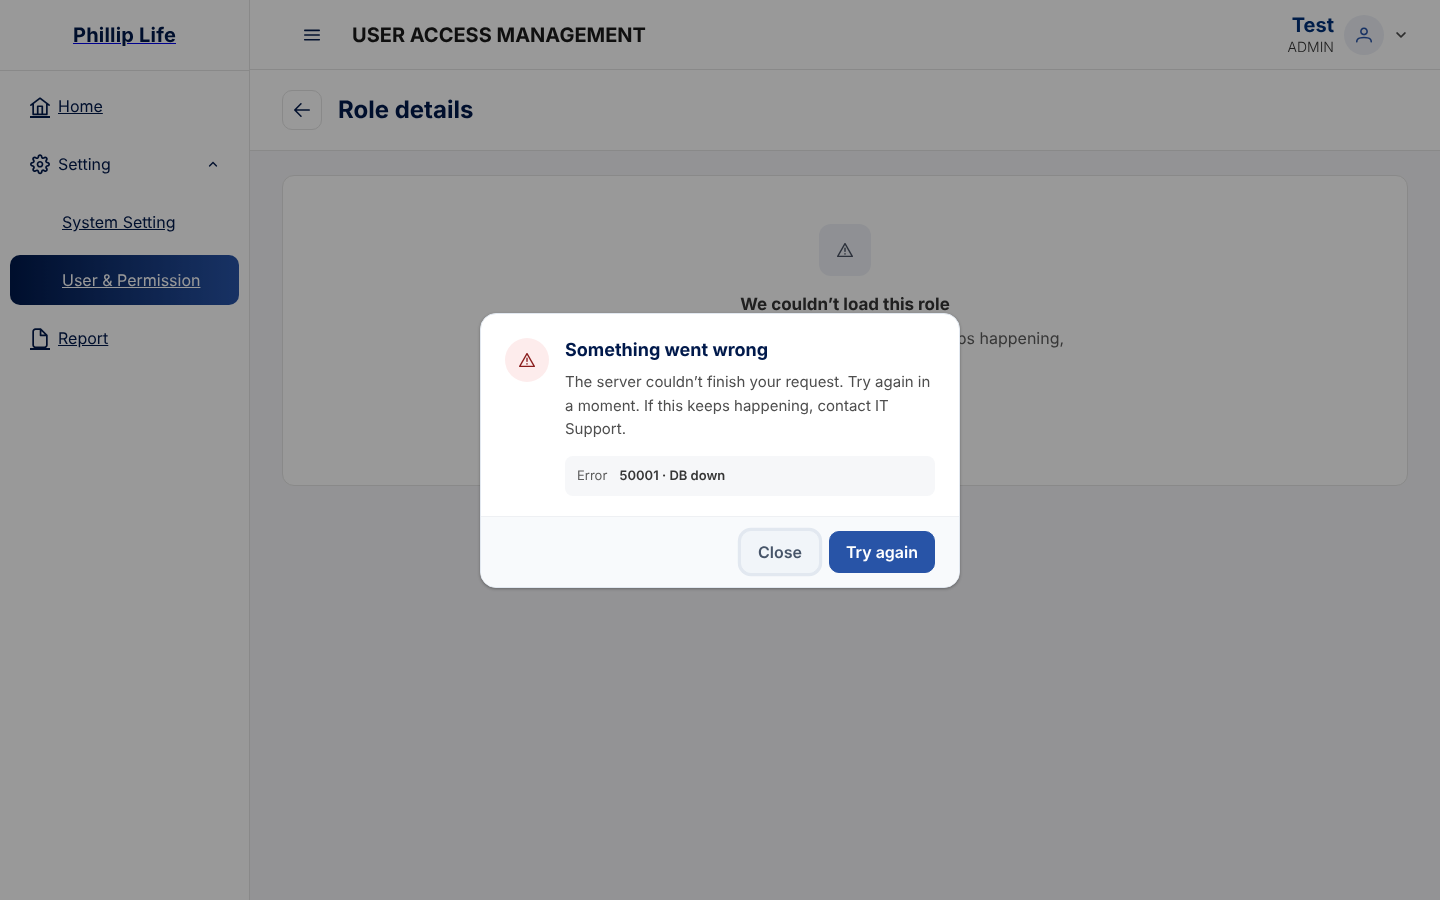 Phillip Life
USER ACCESS MANAGEMENT
Test
ADMIN
Home
Setting
System Setting
User & Permission
Report
Role details
We couldn’t load this role
happening,
Something went wrong
The server couldn’t finish your request. Try again in
a moment. If this keeps happening, contact IT
Support.
Error 50001 · DB down
Close
Try again